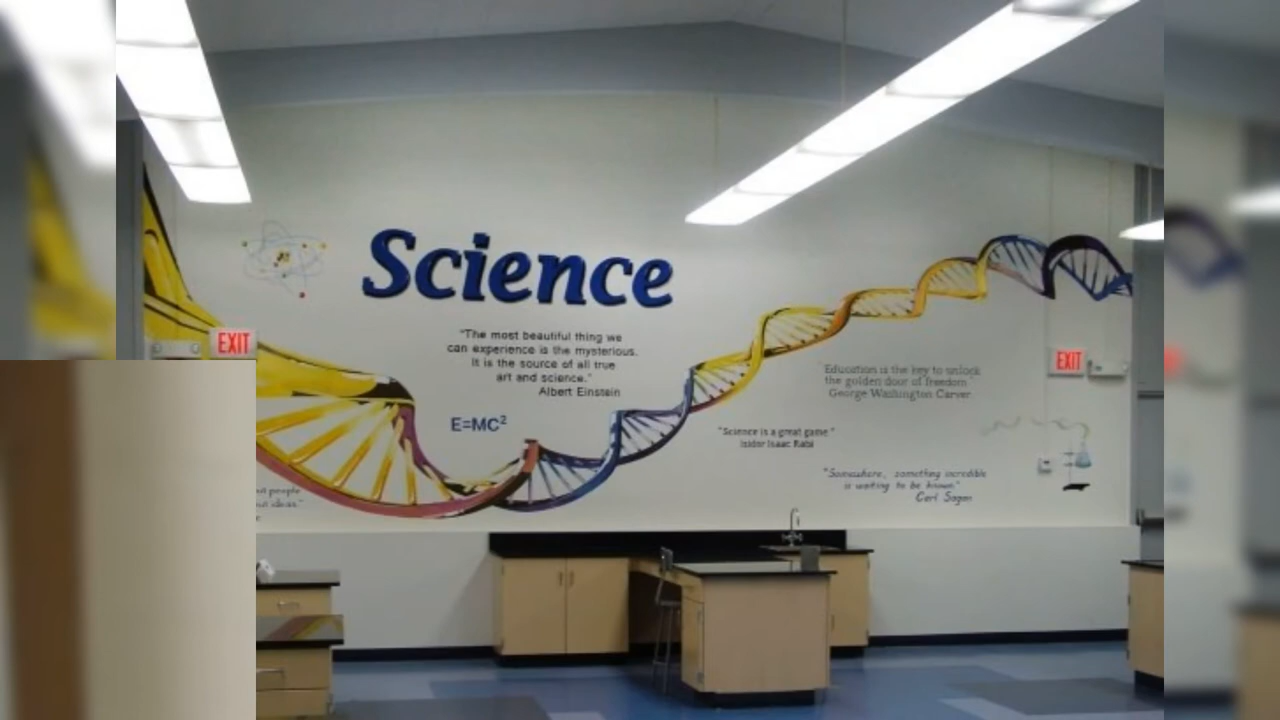 Science
EXIT
"The most beautiful thing we
can experience is the mysterious.
It is the source of all true
art and science."
Albert Einstein
E=MC²
EXIT
"Education is the key to unlock
the golden door of freedom"
George Washington Carver
"Science is a great game"
Isidor Isaac Rabi
"Somewhere, something incredible
is waiting to be known."
Carl Sagan
people
ideas."